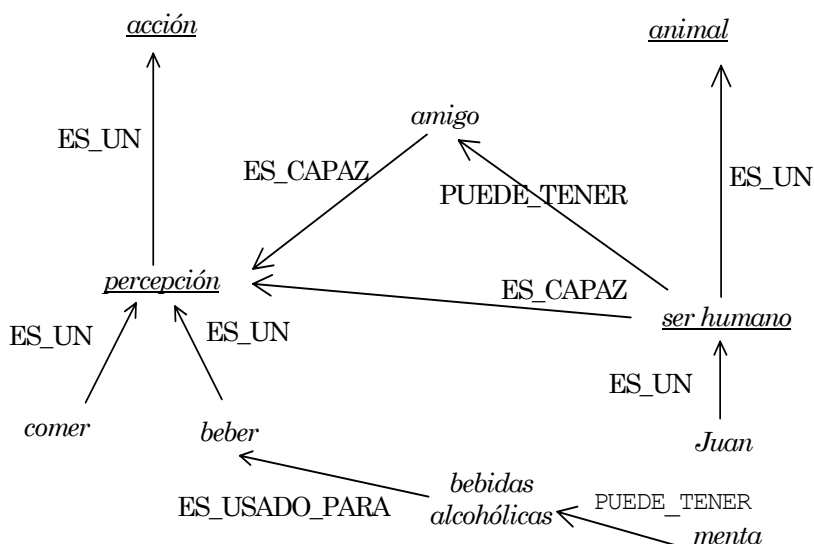 acción
animal
amigo
ES_UN
ES_CAPAZ
PUEDE_TENER
ES_UN
percepción
ES_CAPAZ
ser humano
ES_UN
ES_UN
ES_UN
comer
beber
Juan
ES_USADO_PARA
bebidas
alcohólicas
PUEDE_TENER
menta